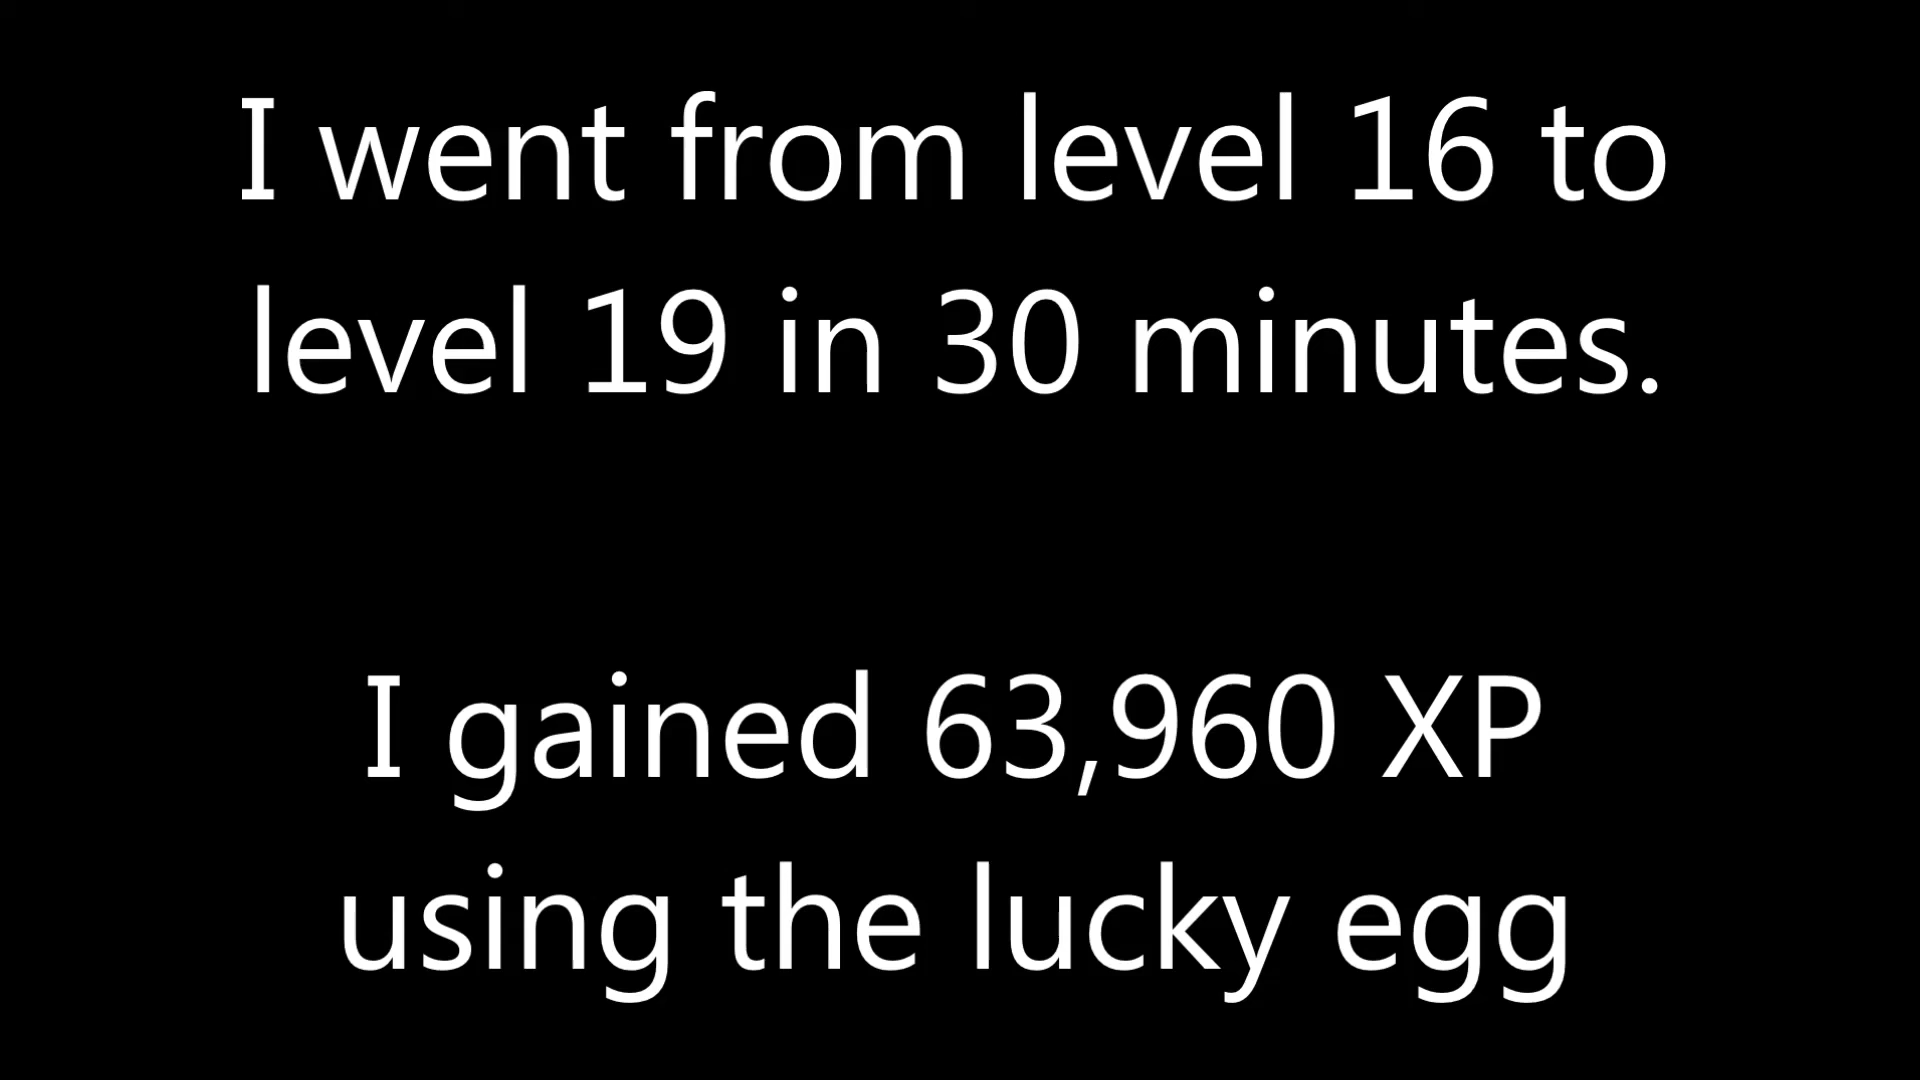 I went from level 16 to
level 19 in 30 minutes.
I gained 63,960 XP
using the lucky egg